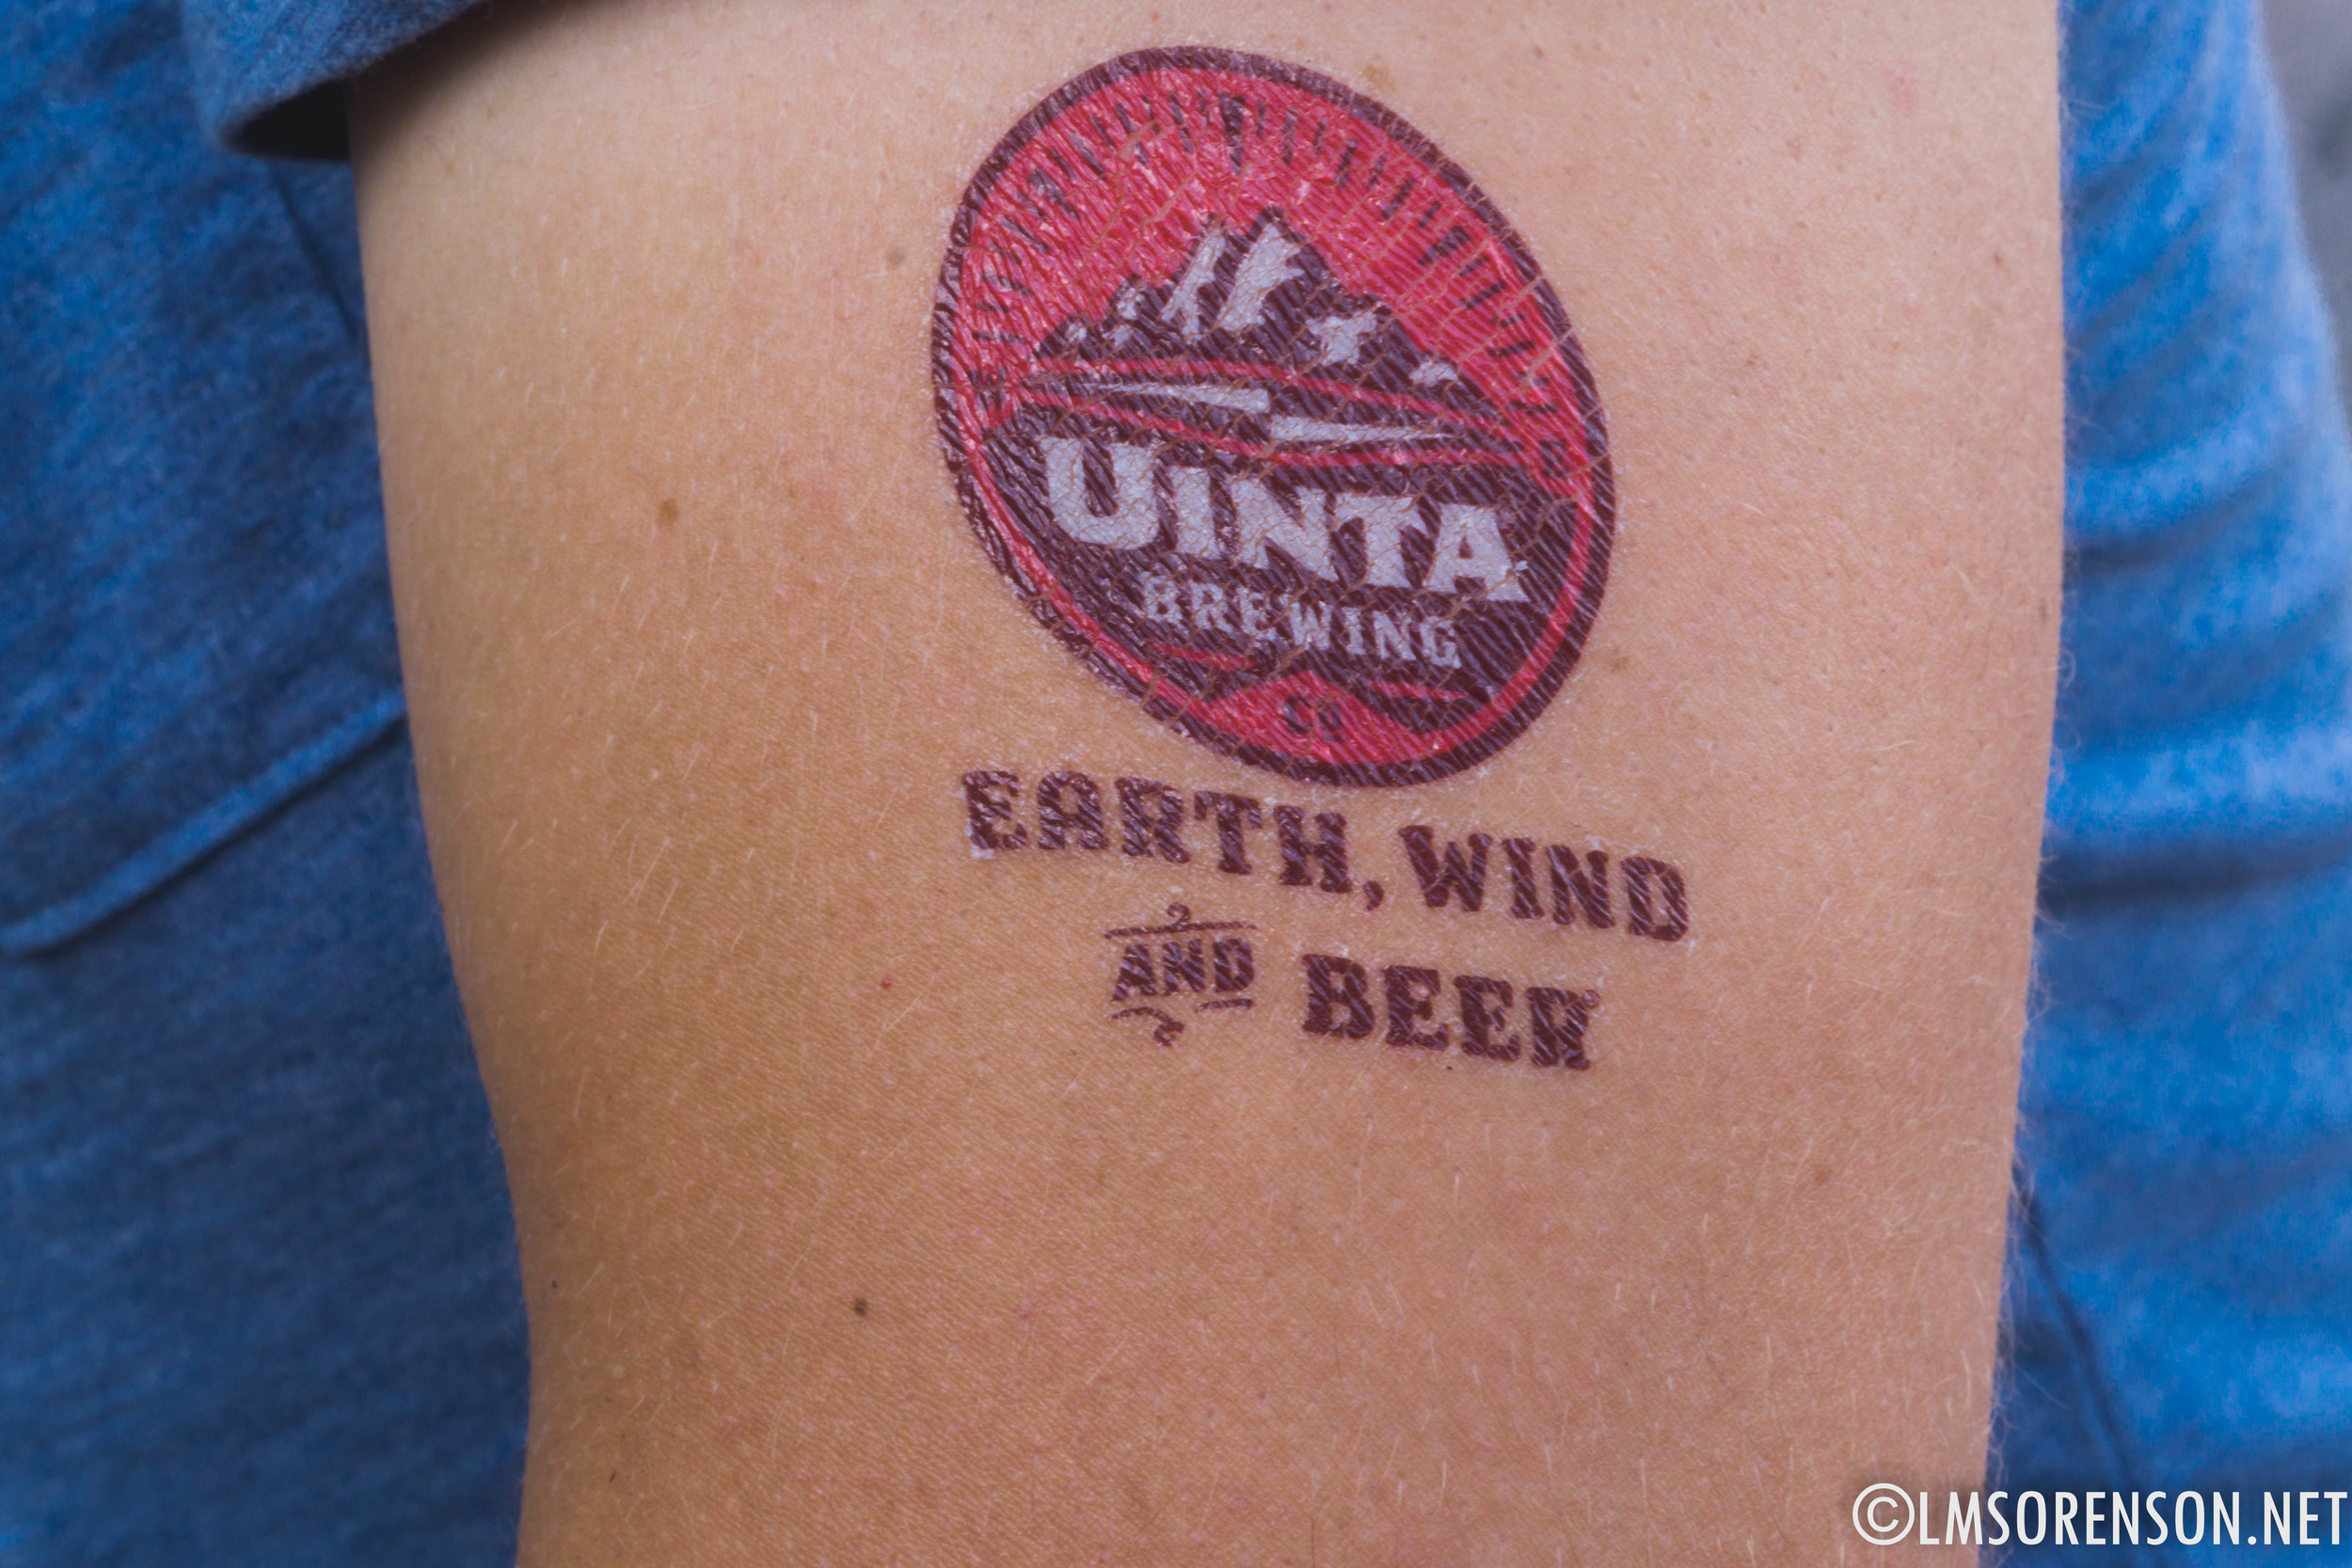 UINTA
BREWING
CO
EARTH, WIND
AND BEER
©LMSORENSON.NET